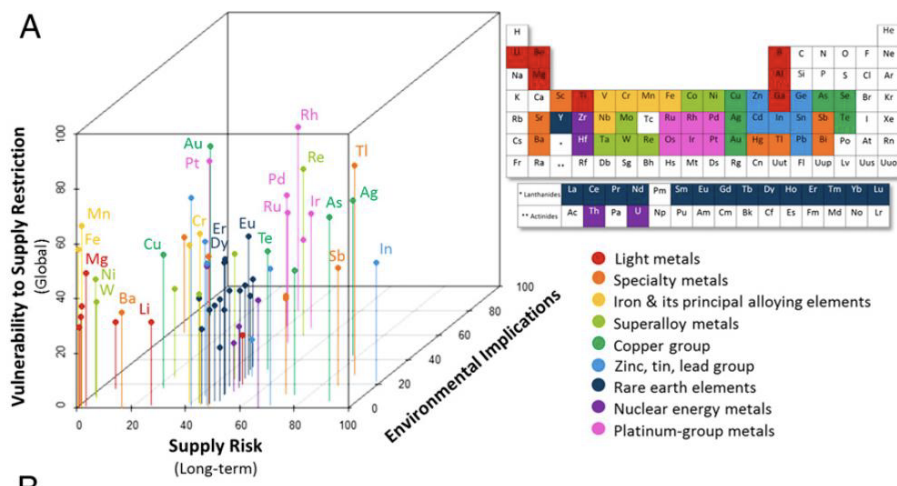 A
Vulnerability to Supply Restriction
(Global)
100
80
60
40
20
0
0
20
40
60
80
100
Supply Risk
(Long-term)
0
20
40
60
80
100
Environmental Implications
Rh
Au
Pt
Re
Tl
Pd
Ru
Ir
As
Ag
Mn
Fe
Cr
Er
Dy
Eu
Cu
Te
Mg
Ni
W
Sb
In
Ba
Li
H He
Li Be B C N O F Ne
Na Mg Al Si P S Cl Ar
K Ca Sc Ti V Cr Mn Fe Co Ni Cu Zn Ga Ge As Se Br Kr
Rb Sr Y Zr Nb Mo Tc Ru Rh Pd Ag Cd In Sn Sb Te I Xe
Cs Ba * Hf Ta W Re Os Ir Pt Au Hg Tl Pb Bi Po At Rn
Fr Ra ** Rf Db Sg Bh Hs Mt Ds Rg Cn Uut Fl Uup Lv Uus Uuo
* Lanthanides La Ce Pr Nd Pm Sm Eu Gd Tb Dy Ho Er Tm Yb Lu
** Actinides Ac Th Pa U Np Pu Am Cm Bk Cf Es Fm Md No Lr
Light metals
Specialty metals
Iron & its principal alloying elements
Superalloy metals
Copper group
Zinc, tin, lead group
Rare earth elements
Nuclear energy metals
Platinum-group metals